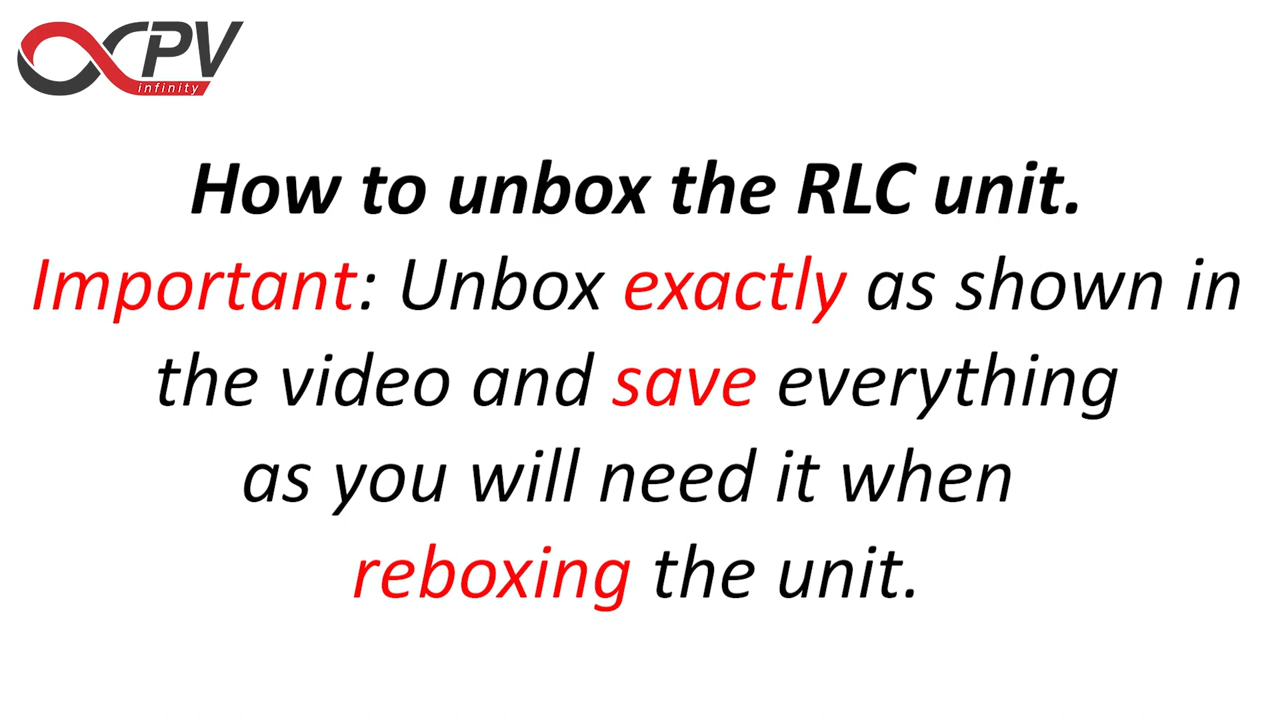 PV
infinity
How to unbox the RLC unit.
Important: Unbox exactly as shown in
the video and save everything
as you will need it when
reboxing the unit.